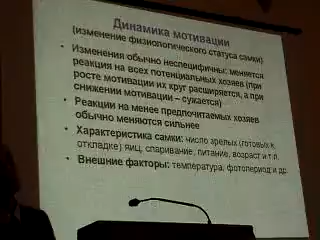 Динамика мотивации
(изменение физиологического статуса самки)
• Изменения обычно неспецифичны: меняется
реакция на всех потенциальных хозяев (при
росте мотивации их круг расширяется, а при
снижении мотивации – сужается)
• Реакции на менее предпочитаемых хозяев
обычно меняются сильнее
• Характеристика самки: число зрелых (готовых к
откладке) яиц, спаривание, питание, возраст и т.п.
• Внешние факторы: температура, фотопериод и др.